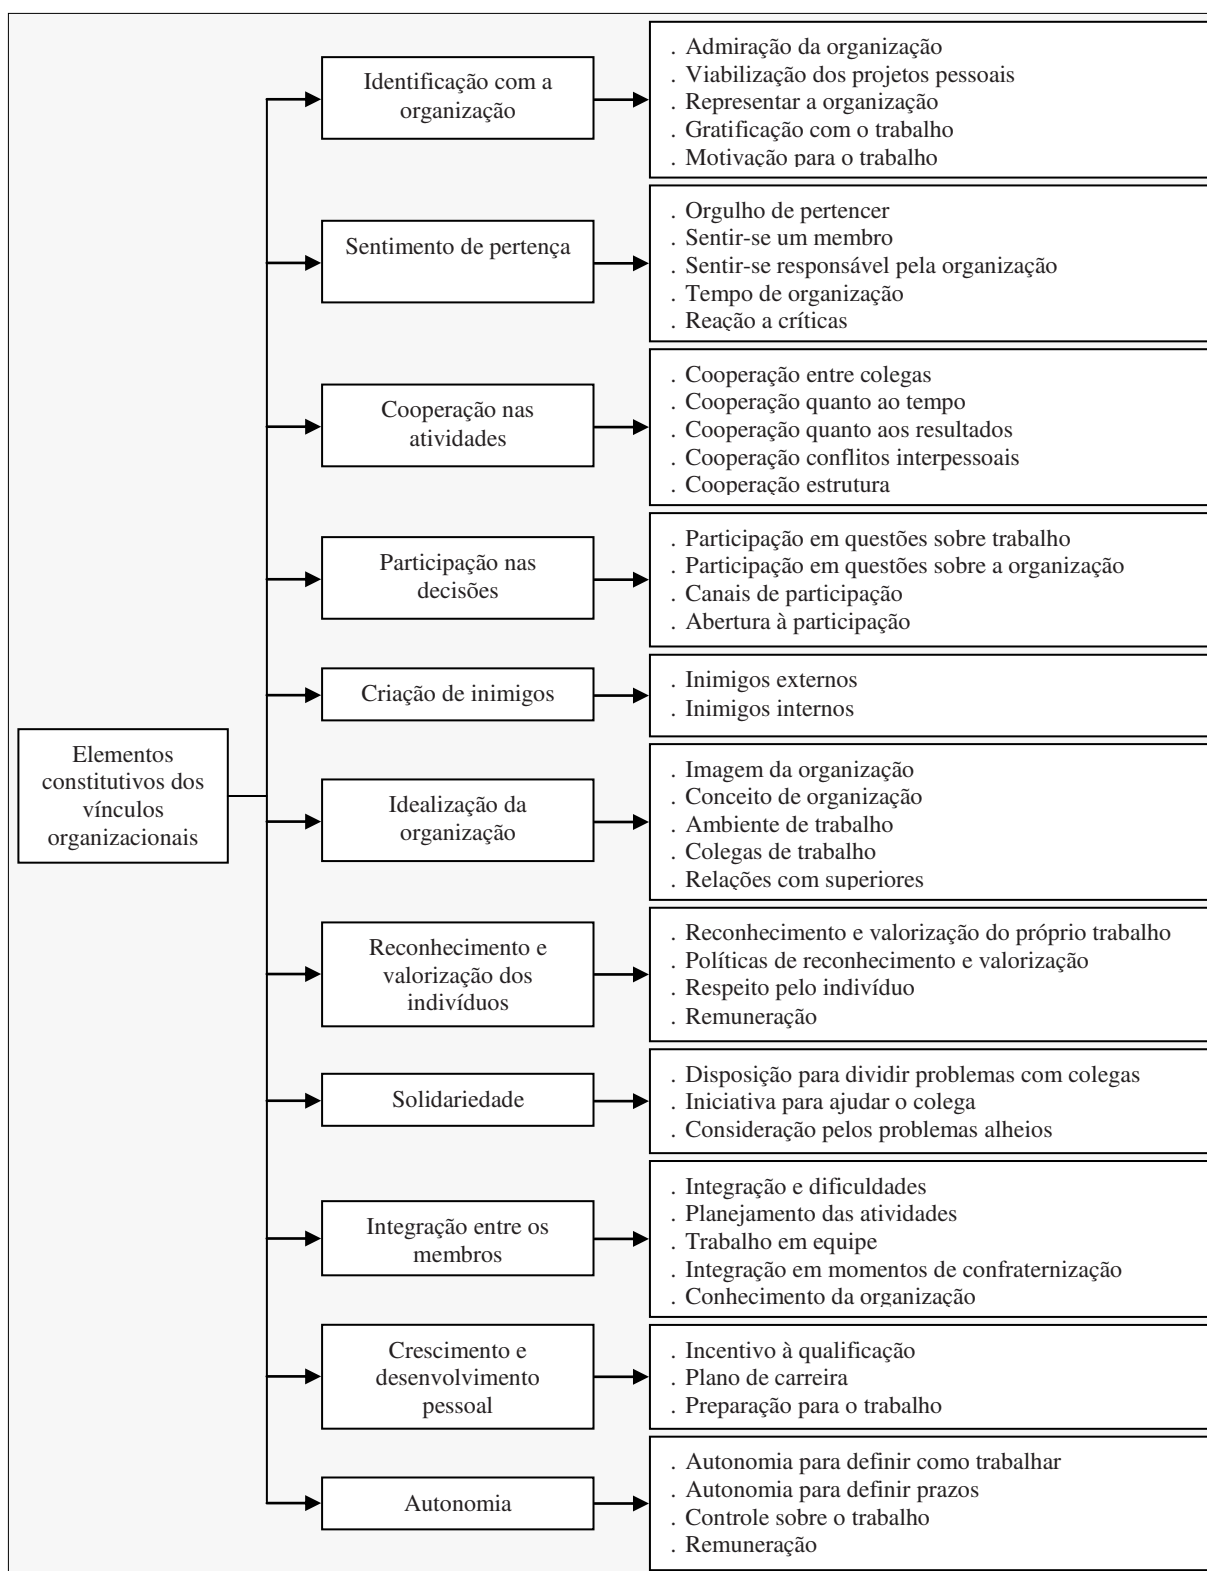 Elementos
constitutivos dos
vínculos
organizacionais
Identificação com a
organização
. Admiração da organização
. Viabilização dos projetos pessoais
. Representar a organização
. Gratificação com o trabalho
. Motivação para o trabalho
Sentimento de pertença
. Orgulho de pertencer
. Sentir-se um membro
. Sentir-se responsável pela organização
. Tempo de organização
. Reação a críticas
Cooperação nas
atividades
. Cooperação entre colegas
. Cooperação quanto ao tempo
. Cooperação quanto aos resultados
. Cooperação conflitos interpessoais
. Cooperação estrutura
Participação nas
decisões
. Participação em questões sobre trabalho
. Participação em questões sobre a organização
. Canais de participação
. Abertura à participação
Criação de inimigos
. Inimigos externos
. Inimigos internos
Idealização da
organização
. Imagem da organização
. Conceito de organização
. Ambiente de trabalho
. Colegas de trabalho
. Relações com superiores
Reconhecimento e
valorização dos
indivíduos
. Reconhecimento e valorização do próprio trabalho
. Políticas de reconhecimento e valorização
. Respeito pelo indivíduo
. Remuneração
Solidariedade
. Disposição para dividir problemas com colegas
. Iniciativa para ajudar o colega
. Consideração pelos problemas alheios
Integração entre os
membros
. Integração e dificuldades
. Planejamento das atividades
. Trabalho em equipe
. Integração em momentos de confraternização
. Conhecimento da organização
Crescimento e
desenvolvimento
pessoal
. Incentivo à qualificação
. Plano de carreira
. Preparação para o trabalho
Autonomia
. Autonomia para definir como trabalhar
. Autonomia para definir prazos
. Controle sobre o trabalho
. Remuneração